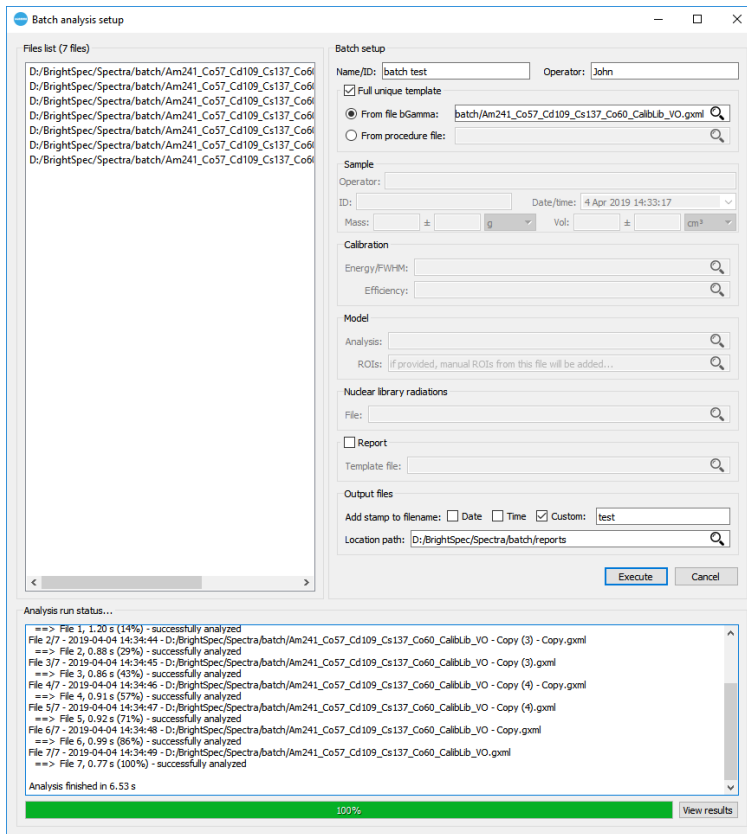 Batch analysis setup
Files list (7 files)
D:/BrightSpec/Spectra/batch/Am241_Co57_Cd109_Cs137_Co6
D:/BrightSpec/Spectra/batch/Am241_Co57_Cd109_Cs137_Co6
D:/BrightSpec/Spectra/batch/Am241_Co57_Cd109_Cs137_Co6
D:/BrightSpec/Spectra/batch/Am241_Co57_Cd109_Cs137_Co6
D:/BrightSpec/Spectra/batch/Am241_Co57_Cd109_Cs137_Co6
D:/BrightSpec/Spectra/batch/Am241_Co57_Cd109_Cs137_Co6
D:/BrightSpec/Spectra/batch/Am241_Co57_Cd109_Cs137_Co6
Batch setup
Name/ID: batch test Operator: John
Full unique template
From file bGamma: batch/Am241_Co57_Cd109_Cs137_Co60_CalibLib_VO.gxml
From procedure file:
Sample
Operator:
ID: Date/time: 4 Apr 2019 14:33:17
Mass: ± g Vol: ± cm³
Calibration
Energy/FWHM:
Efficiency:
Model
Analysis:
ROIs: if provided, manual ROIs from this file will be added...
Nuclear library radiations
File:
Report
Template file:
Output files
Add stamp to filename: Date Time Custom: test
Location path: D:/BrightSpec/Spectra/batch/reports
Execute Cancel
Analysis run status...
==> File 1, 1.20 s (14%) - successfully analyzed
File 2/7 - 2019-04-04 14:34:44 - D:/BrightSpec/Spectra/batch/Am241_Co57_Cd109_Cs137_Co60_CalibLib_VO - Copy (3) - Copy.gxml
==> File 2, 0.88 s (29%) - successfully analyzed
File 3/7 - 2019-04-04 14:34:45 - D:/BrightSpec/Spectra/batch/Am241_Co57_Cd109_Cs137_Co60_CalibLib_VO - Copy (3).gxml
==> File 3, 0.86 s (43%) - successfully analyzed
File 4/7 - 2019-04-04 14:34:46 - D:/BrightSpec/Spectra/batch/Am241_Co57_Cd109_Cs137_Co60_CalibLib_VO - Copy (4) - Copy.gxml
==> File 4, 0.91 s (57%) - successfully analyzed
File 5/7 - 2019-04-04 14:34:47 - D:/BrightSpec/Spectra/batch/Am241_Co57_Cd109_Cs137_Co60_CalibLib_VO - Copy (4).gxml
==> File 5, 0.92 s (71%) - successfully analyzed
File 6/7 - 2019-04-04 14:34:48 - D:/BrightSpec/Spectra/batch/Am241_Co57_Cd109_Cs137_Co60_CalibLib_VO - Copy.gxml
==> File 6, 0.99 s (86%) - successfully analyzed
File 7/7 - 2019-04-04 14:34:49 - D:/BrightSpec/Spectra/batch/Am241_Co57_Cd109_Cs137_Co60_CalibLib_VO.gxml
==> File 7, 0.77 s (100%) - successfully analyzed
Analysis finished in 6.53 s
100%
View results